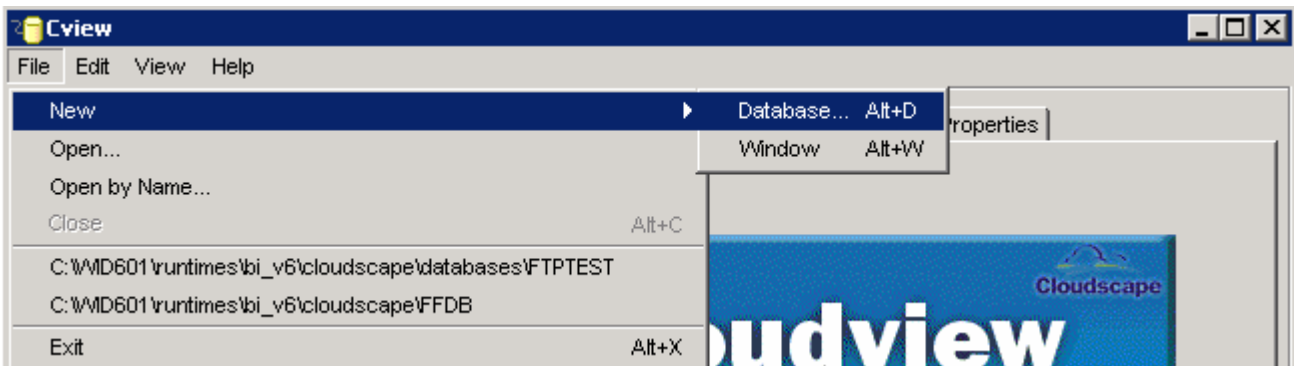 Cview
File Edit View Help
New
Database... Alt+D
Window Alt+W
roperties
Open...
Open by Name...
Close Alt+C
C:\WID601\runtimes\bi_v6\cloudscape\databases\FTPTEST
C:\WID601\runtimes\bi_v6\cloudscape\FFDB
Exit Alt+X
Cloudscape
oudview